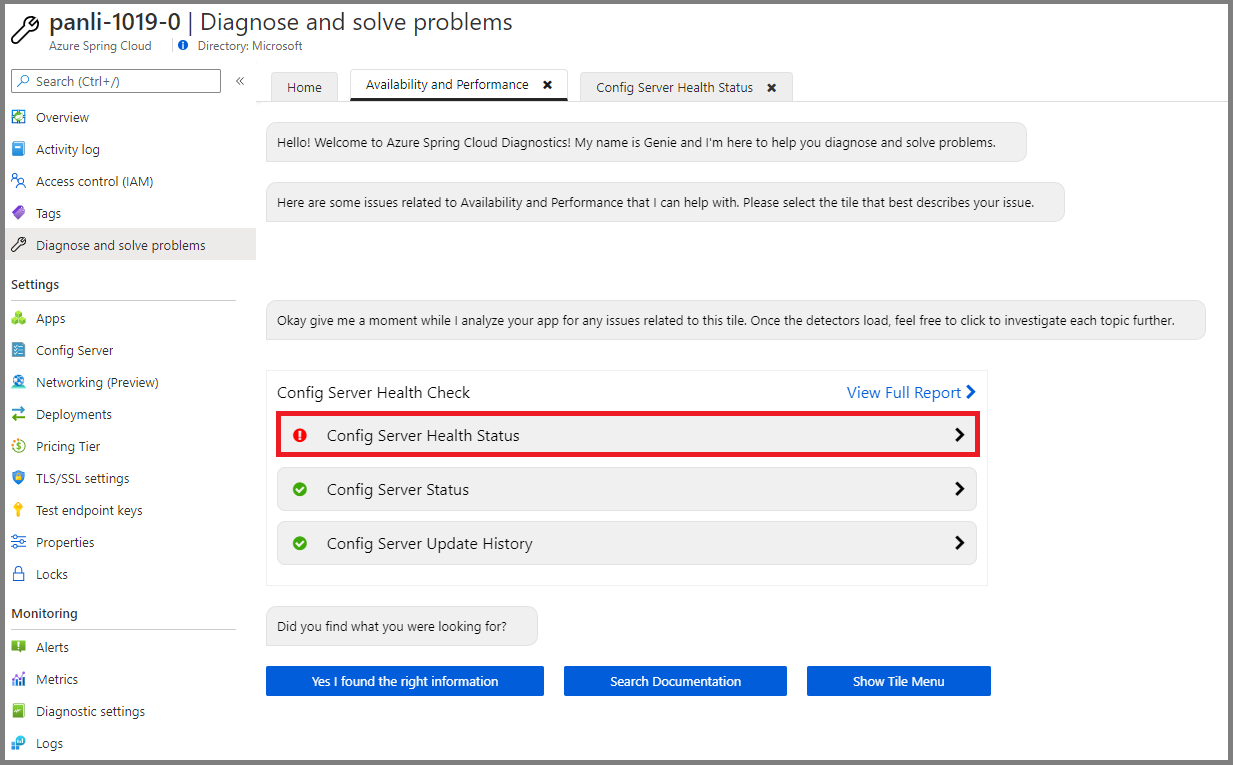 panli-1019-0 | Diagnose and solve problems
Azure Spring Cloud
Directory: Microsoft
Search (Ctrl+/)
«
Overview
Activity log
Access control (IAM)
Tags
Diagnose and solve problems
Settings
Apps
Config Server
Networking (Preview)
Deployments
Pricing Tier
TLS/SSL settings
Test endpoint keys
Properties
Locks
Monitoring
Alerts
Metrics
Diagnostic settings
Logs
Home
Availability and Performance
Config Server Health Status
Hello! Welcome to Azure Spring Cloud Diagnostics! My name is Genie and I'm here to help you diagnose and solve problems.
Here are some issues related to Availability and Performance that I can help with. Please select the tile that best describes your issue.
Okay give me a moment while I analyze your app for any issues related to this tile. Once the detectors load, feel free to click to investigate each topic further.
Config Server Health Check
View Full Report
Config Server Health Status
Config Server Status
Config Server Update History
Did you find what you were looking for?
Yes I found the right information
Search Documentation
Show Tile Menu